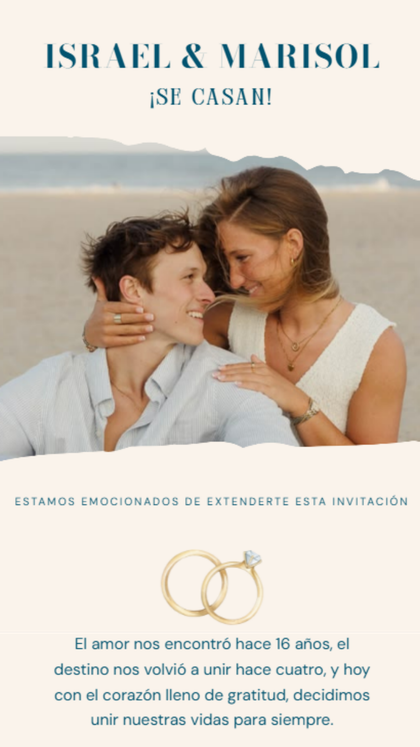 ISRAEL & MARISOL
¡SE CASAN!
ESTAMOS EMOCIONADOS DE EXTENDERTE ESTA INVITACIÓN
El amor nos encontró hace 16 años, el
destino nos volvió a unir hace cuatro, y hoy
con el corazón lleno de gratitud, decidimos
unir nuestras vidas para siempre.